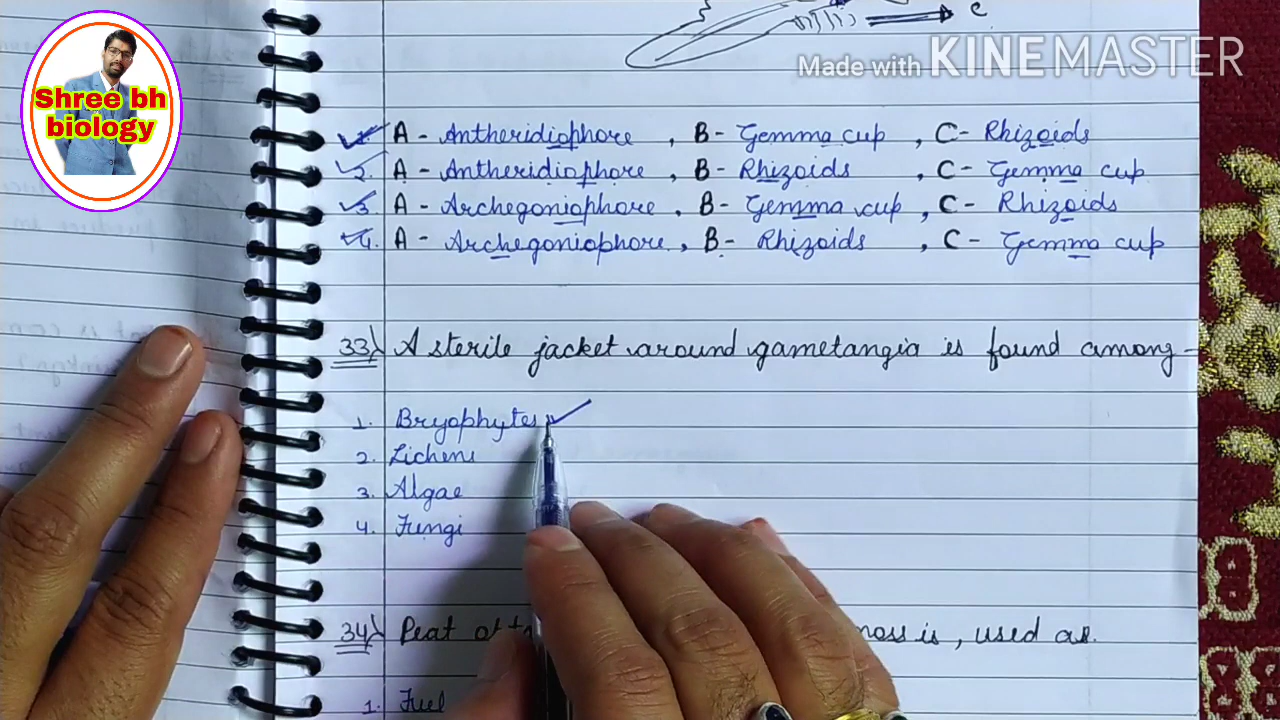 C
Made with KINEMASTER
Shree bh
biology
1. A - Antheridiophore , B - Gemma cup , C - Rhizoids
2. A - Antheridiophore , B - Rhizoids , C - Gemma cup
3. A - Archegoniophore , B - Gemma cup , C - Rhizoids
4. A - Archegoniophore , B - Rhizoids , C - Gemma cup
33) A sterile jacket around gametangia is found among -
1. Bryophytes
2. Lichens
3. Algae
4. Fungi
34) Peat moss is , used as
1. Fuel